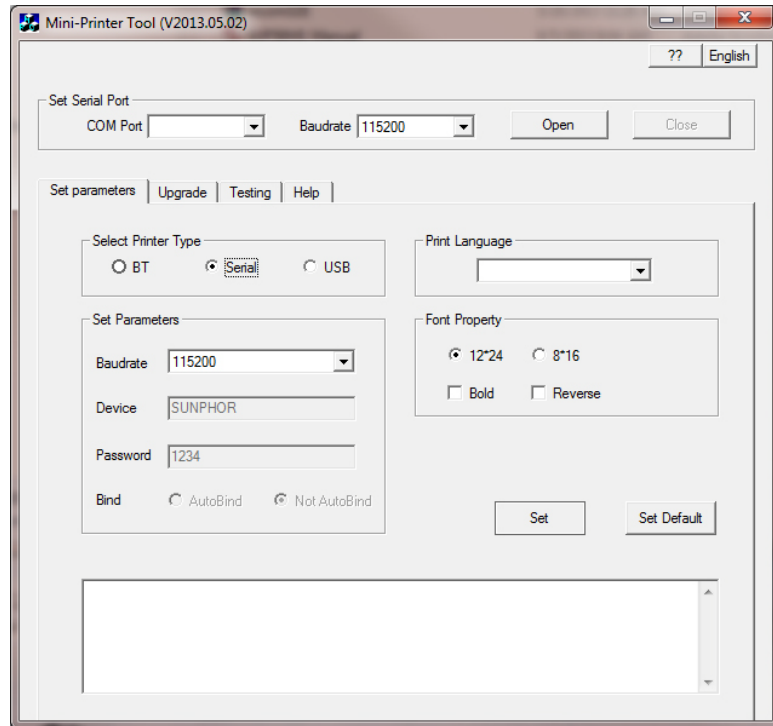 Mini-Printer Tool (V2013.05.02)
?? English
Set Serial Port
COM Port Baudrate 115200 Open Close
Set parameters Upgrade Testing Help
Select Printer Type Print Language
BT Serial USB
Set Parameters Font Property
Baudrate 115200 12*24 8*16
Bold Reverse
Device SUNPHOR
Password 1234
Bind AutoBind Not AutoBind
Set Set Default